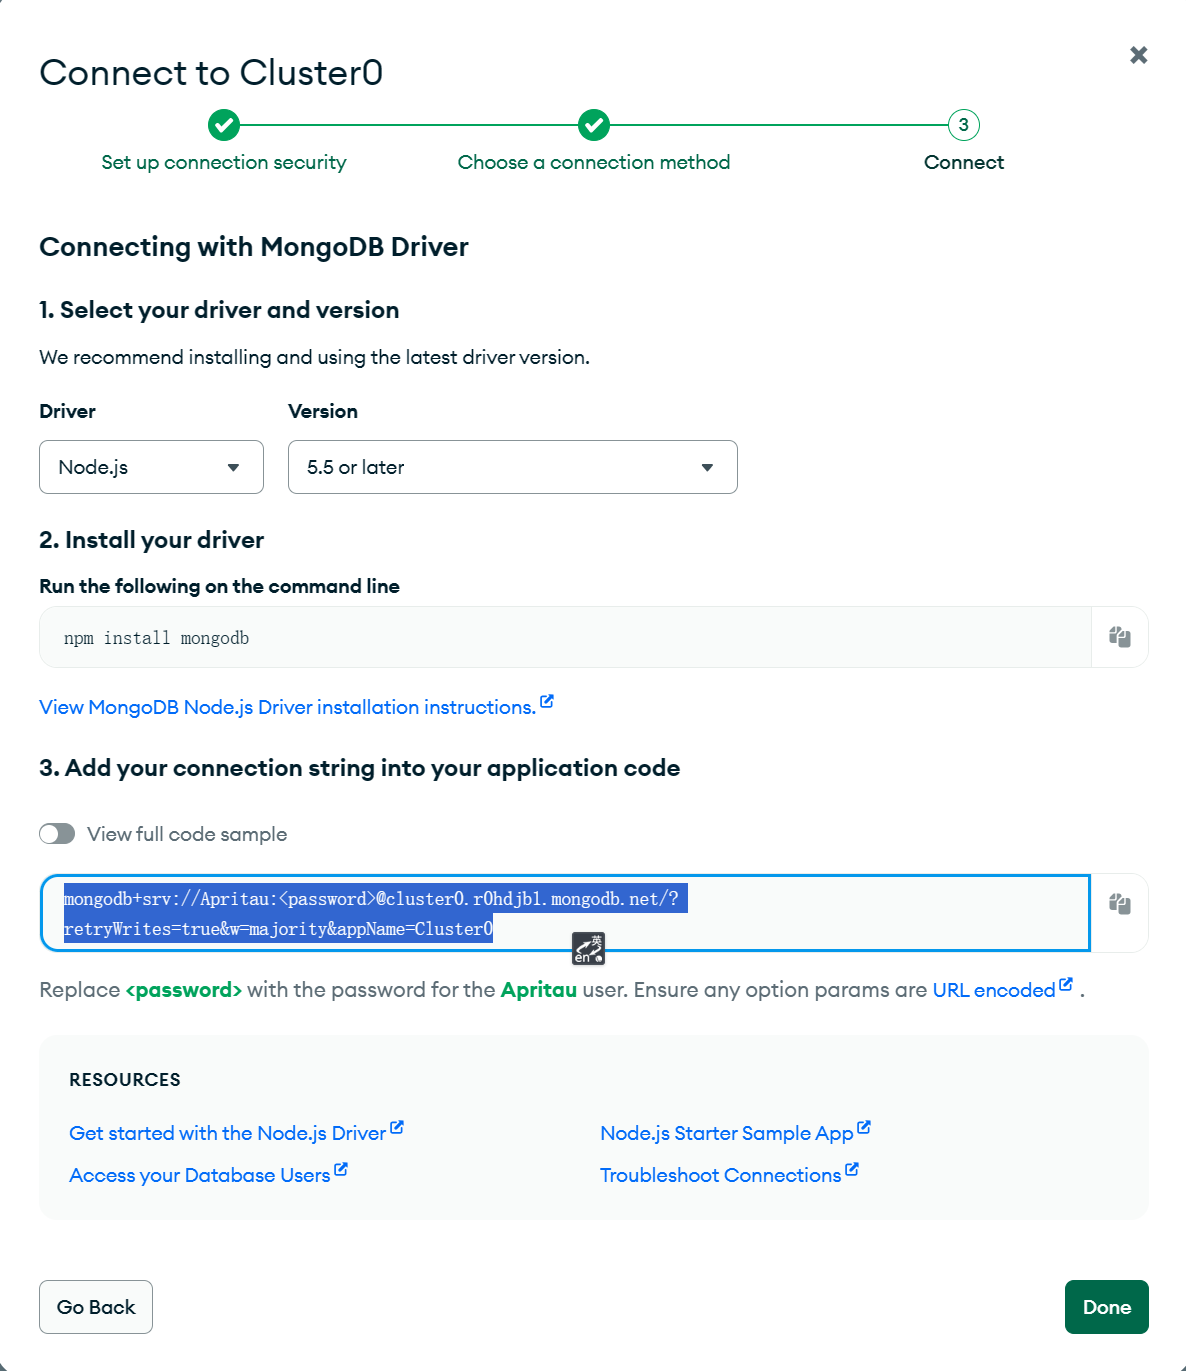 Connect to Cluster0
3
Set up connection security
Choose a connection method
Connect
Connecting with MongoDB Driver
1. Select your driver and version
We recommend installing and using the latest driver version.
Driver
Version
Node.js
5.5 or later
2. Install your driver
Run the following on the command line
npm install mongodb
View MongoDB Node.js Driver installation instructions.
3. Add your connection string into your application code
View full code sample
mongodb+srv://Apritau:<password>@cluster0.r0hdjbl.mongodb.net/?
retryWrites=true&w=majority&appName=Cluster0
英
en
Replace <password> with the password for the Apritau user. Ensure any option params are URL encoded .
RESOURCES
Get started with the Node.js Driver
Node.js Starter Sample App
Access your Database Users
Troubleshoot Connections
Go Back
Done